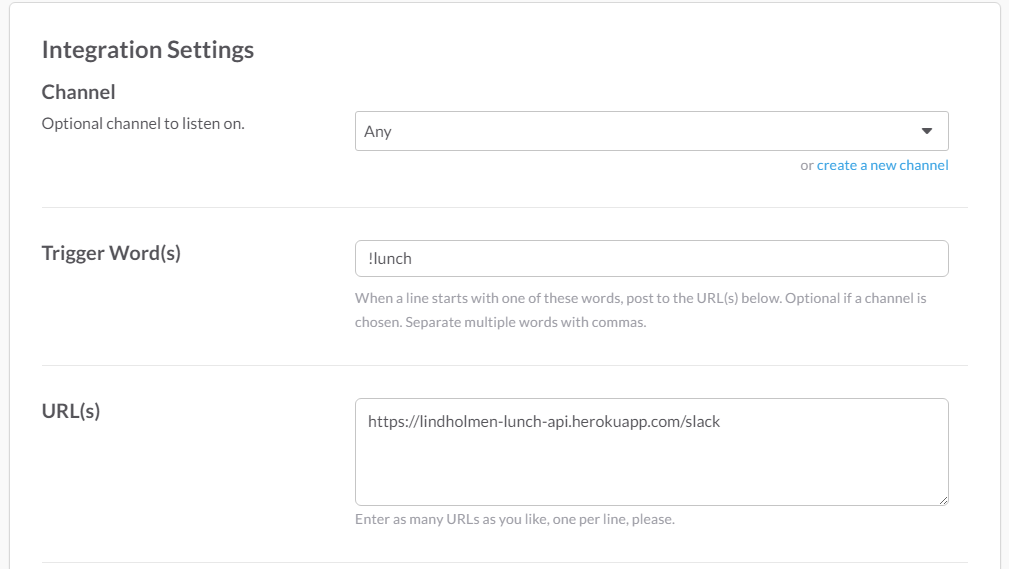 Integration Settings
Channel
Optional channel to listen on.
Any
or create a new channel
Trigger Word(s)
!lunch
When a line starts with one of these words, post to the URL(s) below. Optional if a channel is
chosen. Separate multiple words with commas.
URL(s)
https://lindholmen-lunch-api.herokuapp.com/slack
Enter as many URLs as you like, one per line, please.